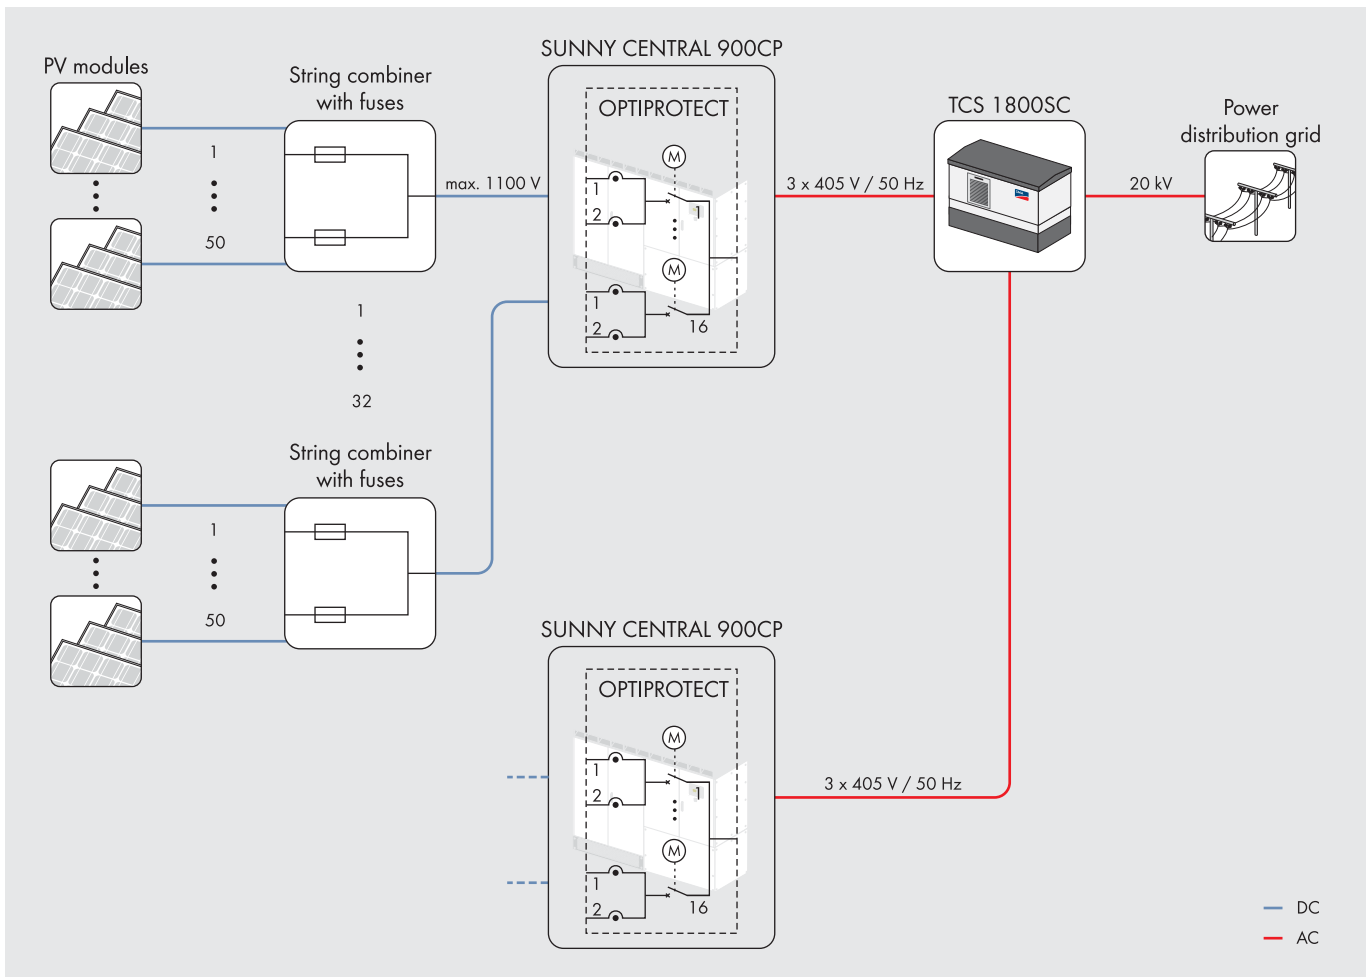 SUNNY CENTRAL 900CP
PV modules
String combiner
with fuses
OPTIPROTECT
TCS 1800SC
Power
distribution grid
1
50
max. 1100 V
M
1
2
1
3 x 405 V / 50 Hz
20 kV
M
1
2
16
1
32
String combiner
with fuses
1
50
SUNNY CENTRAL 900CP
OPTIPROTECT
M
1
2
1
3 x 405 V / 50 Hz
M
1
2
16
DC
AC